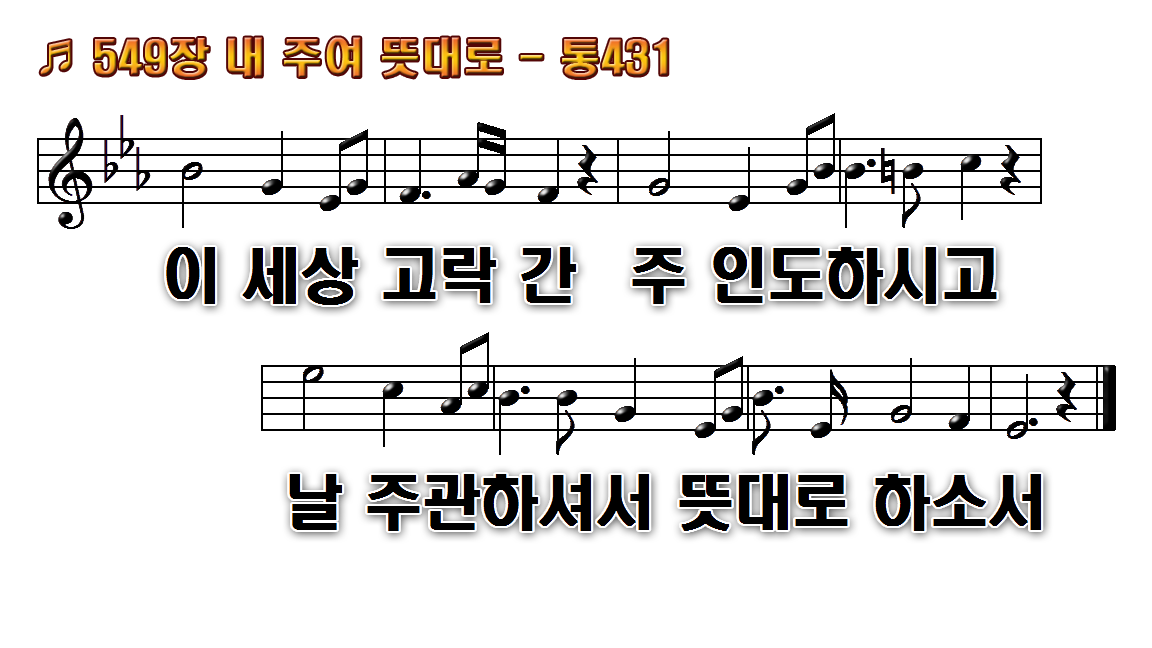 549장 내 주여 뜻대로 - 통431
이 세상 고락 간 주 인도하시고
날 주관하셔서 뜻대로 하소서